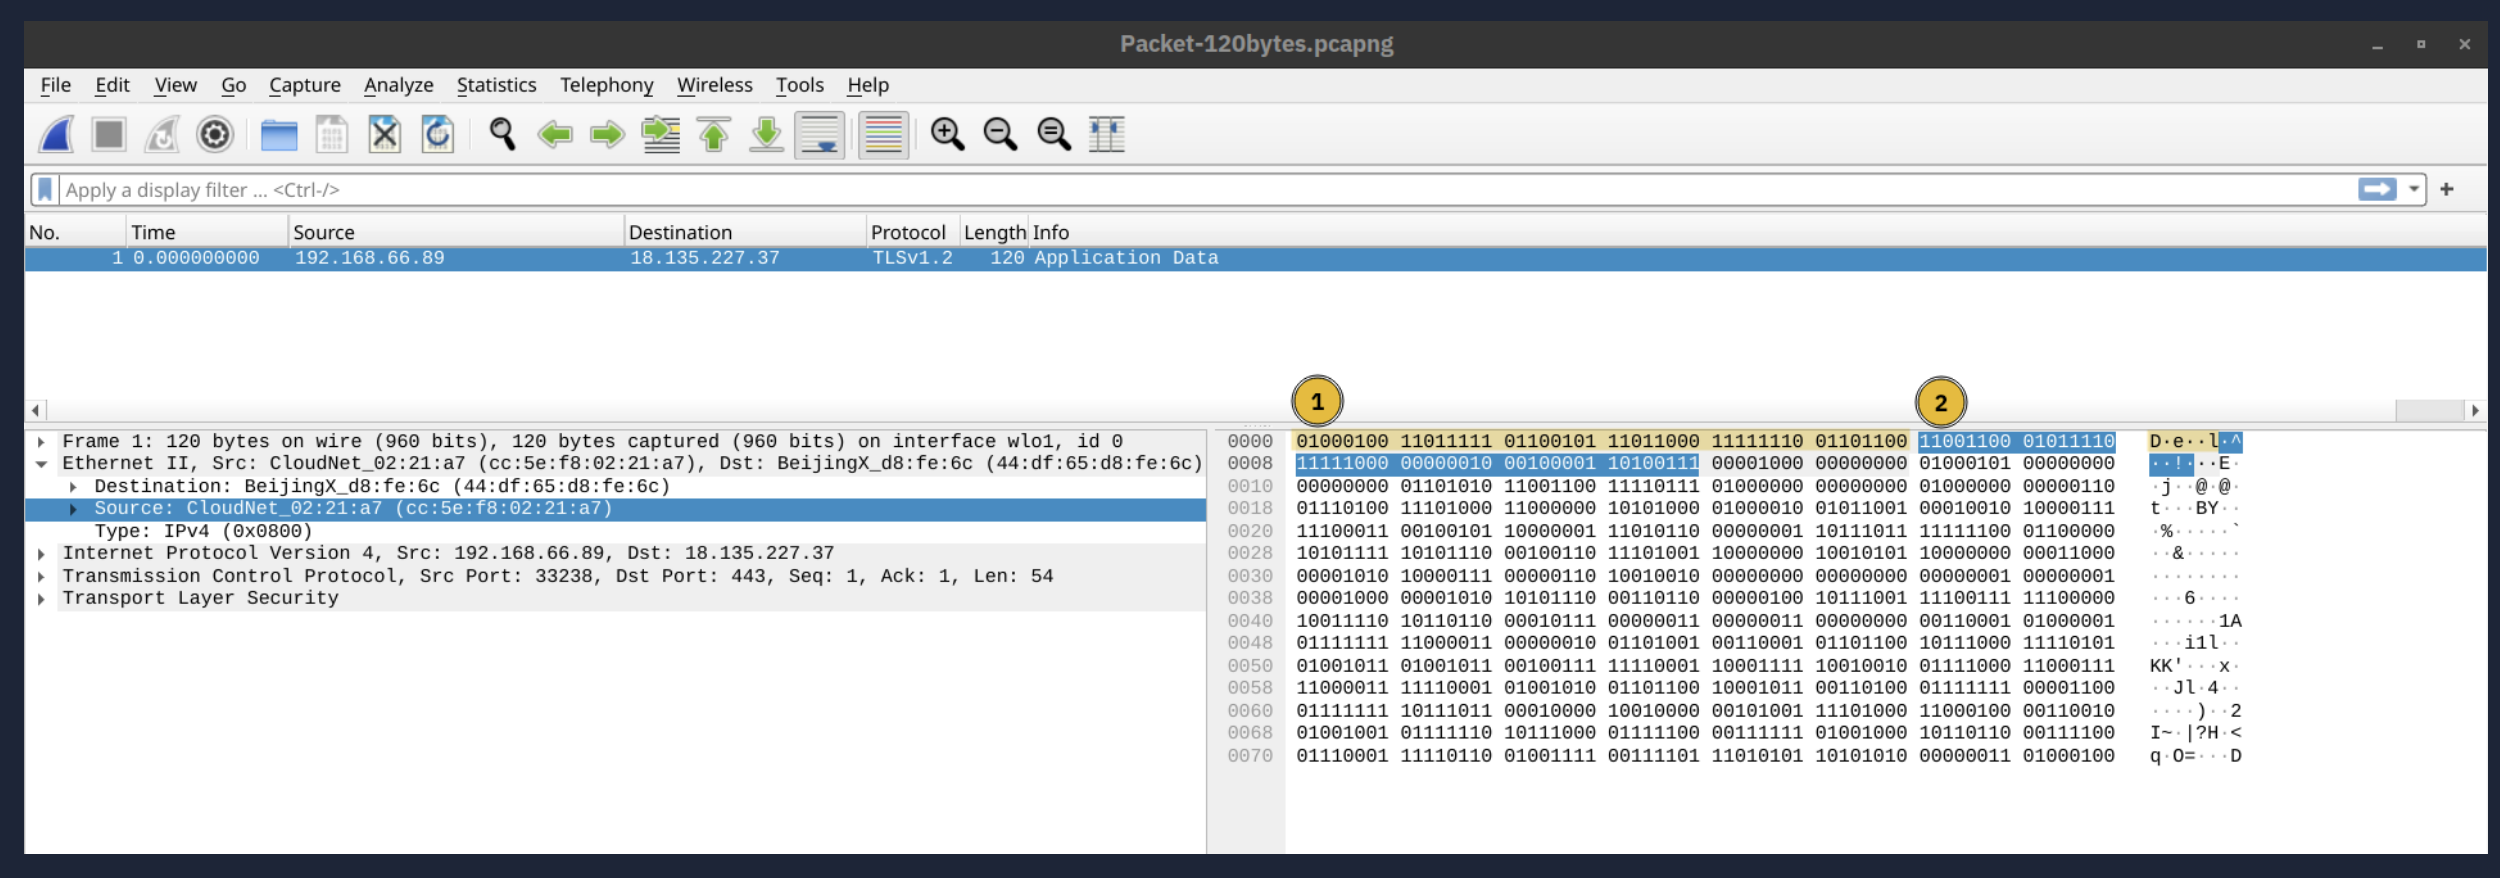 Packet-120bytes.pcapng
File Edit View Go Capture Analyze Statistics Telephony Wireless Tools Help
Apply a display filter ... <Ctrl-/>
No. Time Source Destination Protocol Length Info
1 0.000000000 192.168.66.89 18.135.227.37 TLSv1.2 120 Application Data
1 2
Frame 1: 120 bytes on wire (960 bits), 120 bytes captured (960 bits) on interface wlo1, id 0
Ethernet II, Src: CloudNet_02:21:a7 (cc:5e:f8:02:21:a7), Dst: BeijingX_d8:fe:6c (44:df:65:d8:fe:6c)
Destination: BeijingX_d8:fe:6c (44:df:65:d8:fe:6c)
Source: CloudNet_02:21:a7 (cc:5e:f8:02:21:a7)
Type: IPv4 (0x0800)
Internet Protocol Version 4, Src: 192.168.66.89, Dst: 18.135.227.37
Transmission Control Protocol, Src Port: 33238, Dst Port: 443, Seq: 1, Ack: 1, Len: 54
Transport Layer Security
0000 01000100 11011111 01100101 11011000 11111110 01101100 11001100 01011110 D·e··l·^
0008 11111000 00000010 00100001 10100111 00001000 00000000 01000101 00000000 ··!···E·
0010 00000000 01101010 11001100 11110111 01000000 00000000 01000000 00000110 ·j··@·@·
0018 01110100 11101000 11000000 10101000 01000010 01011001 00010010 10000111 t···BY··
0020 11100011 00100101 10000001 11010110 00000001 10111011 11111100 01100000 ·%·····`
0028 10101111 10101110 00100110 11101001 10000000 10010101 10000000 00011000 ··&·····
0030 00001010 10000111 00000110 10010010 00000000 00000000 00000001 00000001 ········
0038 00001000 00001010 10101110 00110110 00000100 10111001 11100111 11100000 ···6····
0040 10011110 10110110 00010111 00000011 00000011 00000000 00110001 01000001 ······1A
0048 01111111 11000011 00000010 01101001 00110001 01101100 10111000 11110101 ···i1l··
0050 01001011 01001011 00100111 11110001 10001111 10010010 01111000 11000111 KK'···x·
0058 11000011 11110001 01001010 01101100 10001011 00110100 01111111 00001100 ··Jl·4··
0060 01111111 10111011 00010000 10010000 00101001 11101000 11000100 00110010 ····)··2
0068 01001001 01111110 10111000 01111100 00111111 01001000 10110110 00111100 I~·|?H·<
0070 01110001 11110110 01001111 00111101 11010101 10101010 00000011 01000100 q·O=···D